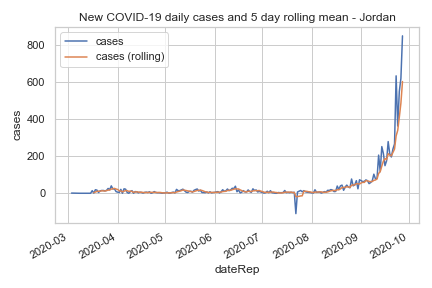 New COVID-19 daily cases and 5 day rolling mean - Jordan
cases
cases (rolling)
800
600
400
200
0
cases
2020-03
2020-04
2020-05
2020-06
2020-07
2020-08
2020-09
2020-10
dateRep